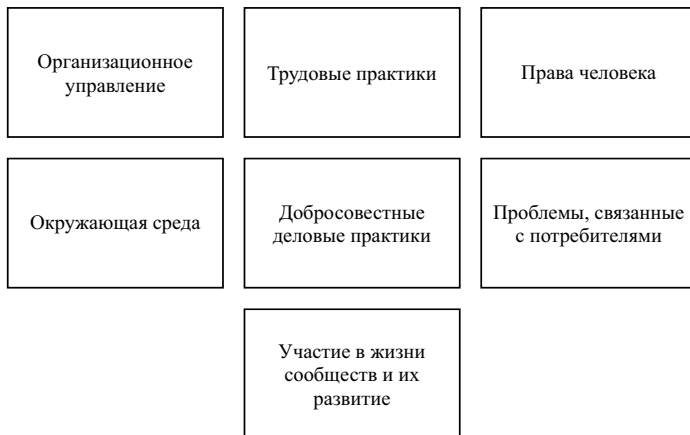 Организационное
управление
Трудовые практики
Права человека
Окружающая среда
Добросовестные
деловые практики
Проблемы, связанные
с потребителями
Участие в жизни
сообществ и их
развитие